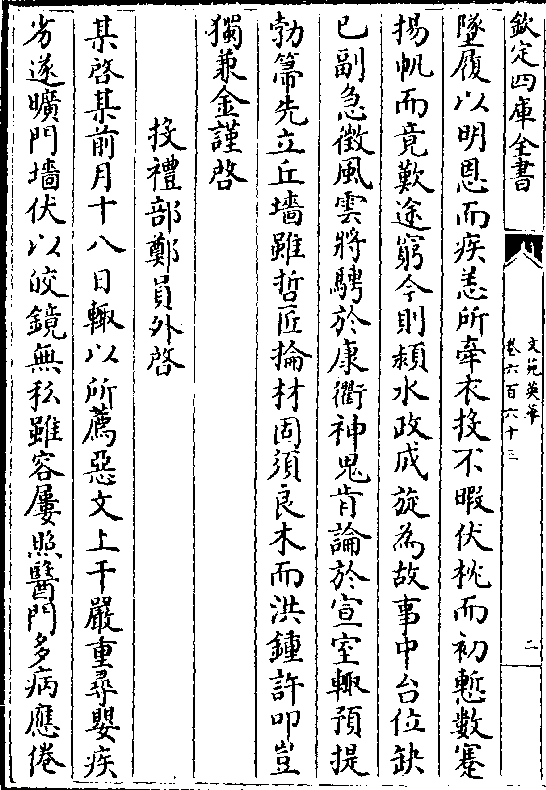 欽定四庫全書
文苑英華
卷六百六十三
二
墜履以明恩而疾恙所牽衣投不暇伏枕而初慙數蹇
揚帆而竟歎途窮今則頼水政成旋為故事中台位缺
已副急徵風雲將騁於康衢神鬼肯論於宣室輙預提
勃箒先立丘墻雖哲匠掄材固須良木而洪鍾許叩豈
獨兼金謹啓
投禮部鄭員外啓
某啓某前月十八日輙以所薦惡文上干嚴重尋嬰疾
岁遂曠門墻伏以皎鏡無私雖容屢照醫門多病應倦